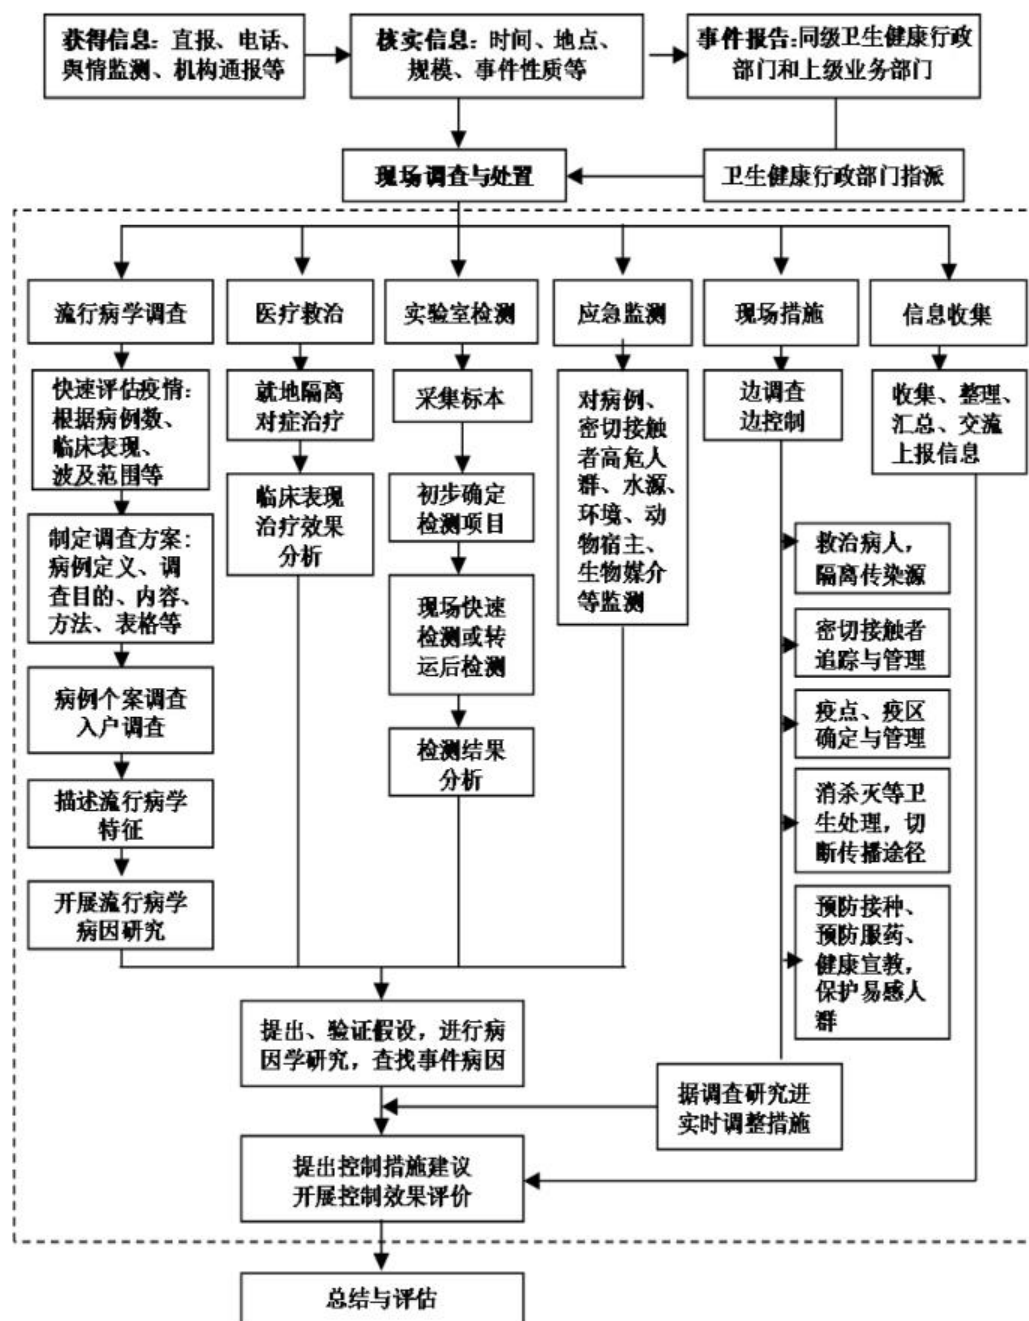 获得信息：直报、电话、
舆情监测、机构通报等
核实信息：时间、地点、
规模、事件性质等
事件报告：同级卫生健康行政
部门和上级业务部门
现场调查与处置
卫生健康行政部门指派
流行病学调查
快速评估疫情：
根据病例数、
临床表现、
波及范围等
制定调查方案：
病例定义、调
查目的、内容、
方法、表格等
病例个案调查
入户调查
描述流行病学
特征
开展流行病学
病因研究
医疗救治
就地隔离
对症治疗
临床表现
治疗效果
分析
实验室检测
采集标本
初步确定
检测项目
现场快速
检测或转
运后检测
检测结果
分析
应急监测
对病例、
密切接触
者高危人
群、水源、
环境、动
物宿主、
生物媒介
等监测
现场措施
边调查
边控制
救治病人，
隔离传染源
密切接触者
追踪与管理
疫点、疫区
确定与管理
消杀灭等卫
生处理，切
断传播途径
预防接种、
预防服药、
健康宣教，
保护易感人
群
信息收集
收集、整理、
汇总、交流
上报信息
提出、验证假设，进行病
因学研究，查找事件病因
据调查研究进
实时调整措施
提出控制措施建议
开展控制效果评价
总结与评估